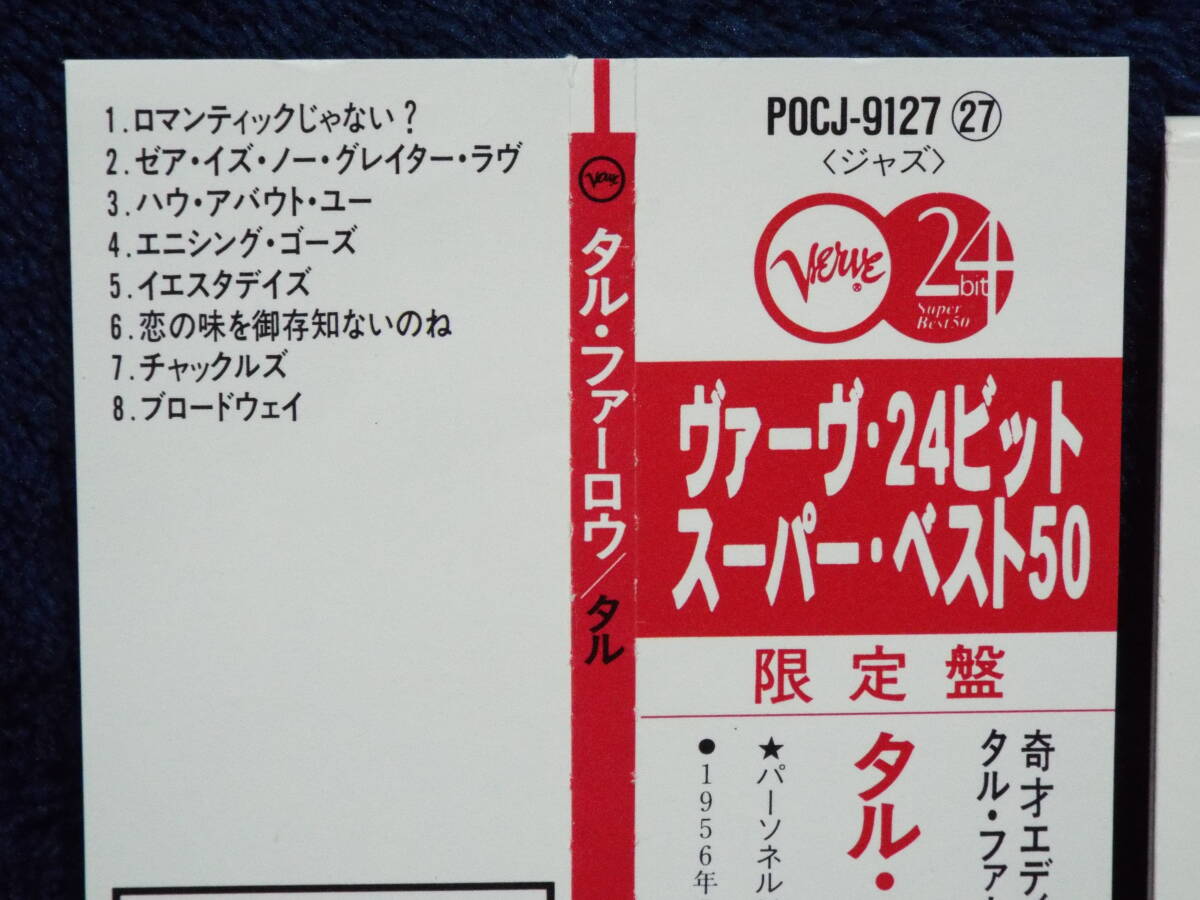 1.ロマンティックじゃない？
2.ゼア・イズ・ノー・グレイター・ラヴ
3.ハウ・アバウト・ユー
4.エニシング・ゴーズ
5.イエスタデイズ
6.恋の味を御存知ないのね
7.チャックルズ
8.ブロードウェイ
Verve
タル・ファーロウ/タル
POCJ-9127 ㉗
〈ジャズ〉
VERVE
®
24
bit
Super
Best50
ヴァーヴ・24ビット
スーパー・ベスト50
限定盤
奇才エディ
タル・ファ
タル・
★パーソネル
●1956年